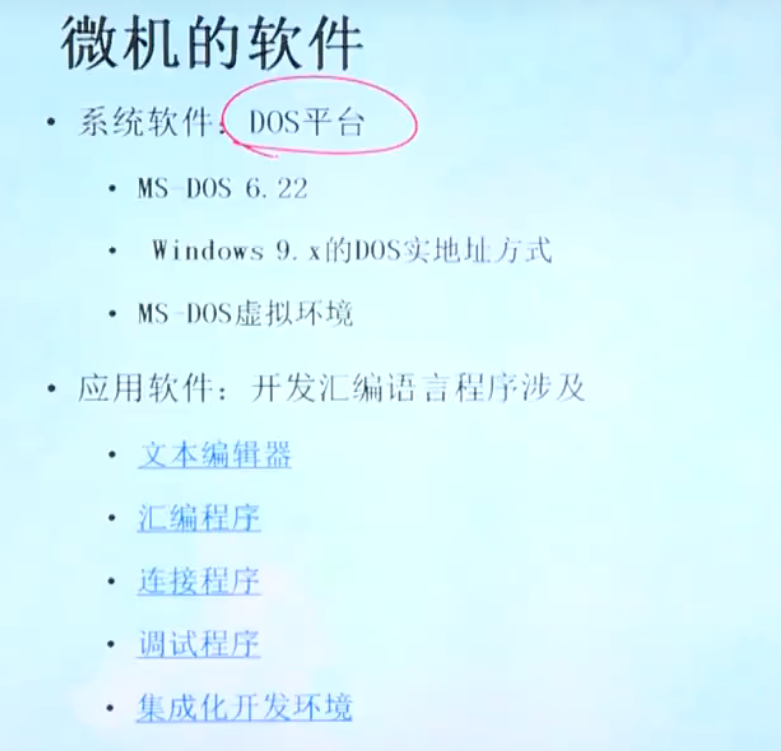 微机的软件
• 系统软件：DOS平台
• MS-DOS 6.22
• Windows 9.x的DOS实地址方式
• MS-DOS虚拟环境
• 应用软件：开发汇编语言程序涉及
• 文本编辑器
• 汇编程序
• 连接程序
• 调试程序
• 集成化开发环境